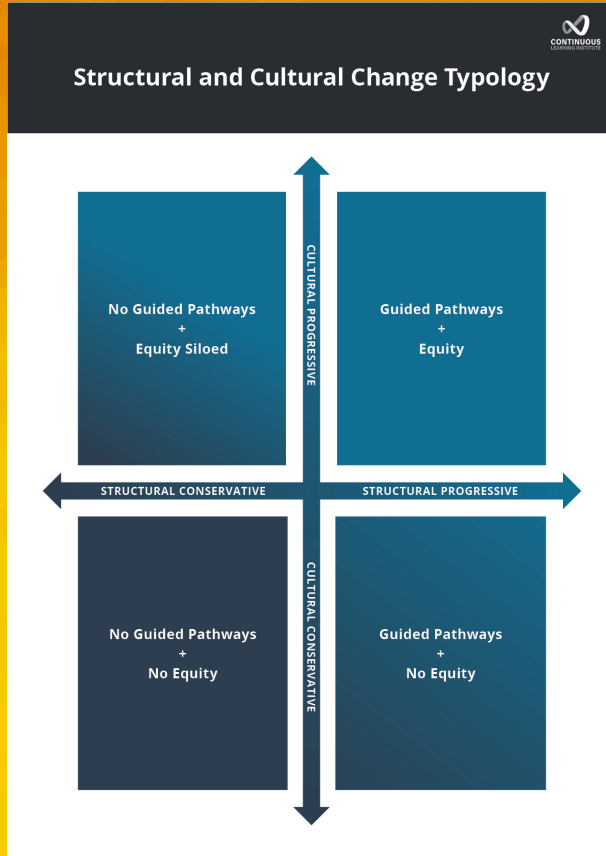 CONTINUOUS
LEARNING INSTITUTE
Structural and Cultural Change Typology
CULTURAL PROGRESSIVE
No Guided Pathways
+
Equity Siloed
Guided Pathways
+
Equity
STRUCTURAL CONSERVATIVE
STRUCTURAL PROGRESSIVE
CULTURAL CONSERVATIVE
No Guided Pathways
+
No Equity
Guided Pathways
+
No Equity